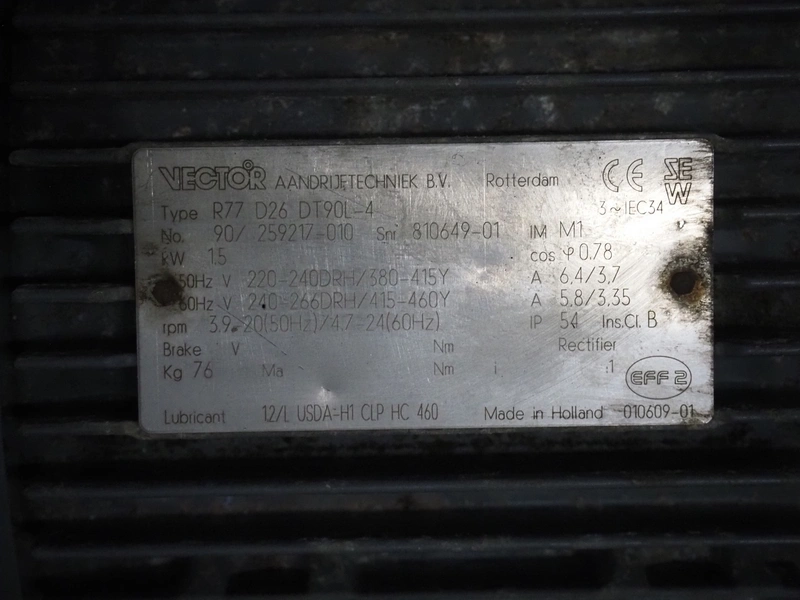 VECTOR AANDRIJFTECHNIEK B.V. Rotterdam CE SEW
Type R77 D26 DT90L-4 3~IEC34
No. 90/ 259217-010 Snr 810649-01 IM M1
kW 1.5 cos φ 0.78
50Hz V 220-240DRH/380-415Y A 6,4/3,7
60Hz V 240-266DRH/415-460Y A 5,8/3,35
rpm 3.9-20(50Hz)/4.7-24(60Hz) IP 54 Ins.Cl. B
Brake V Nm Rectifier
Kg 76 Ma Nm i :1 EFF 2
Lubricant 12/L USDA-H1 CLP HC 460 Made in Holland 010609-01